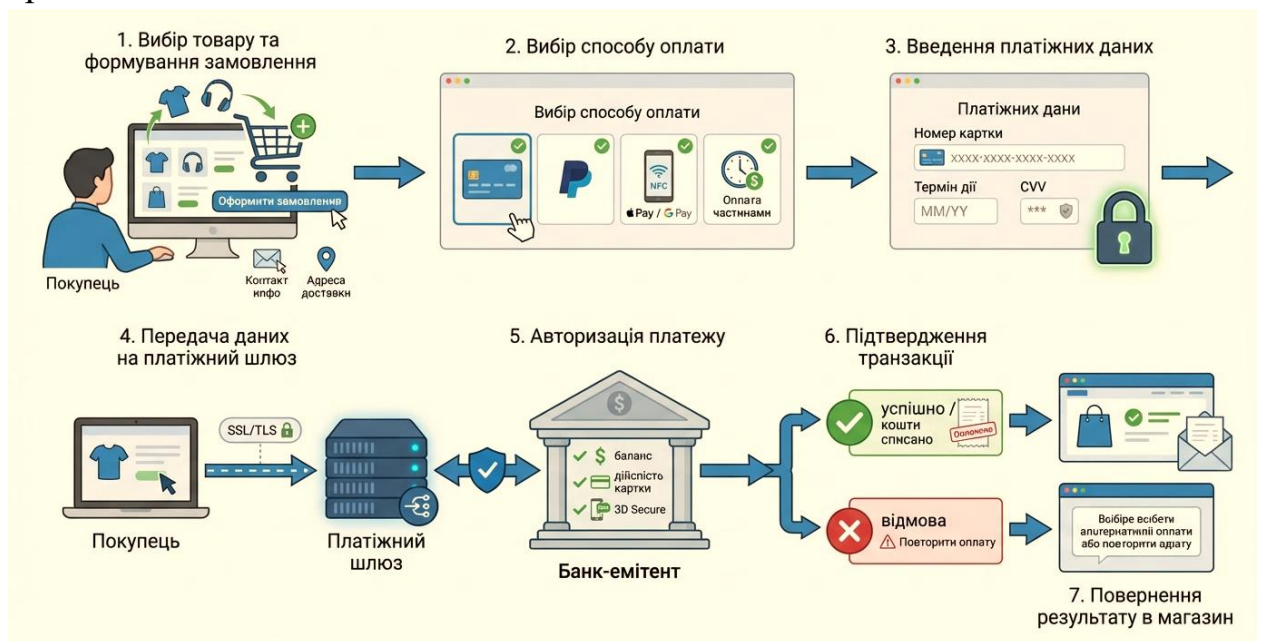 1. Вибір товару та
формування замовлення
Оформити замовлення
Покупець
Контакт
инфо
Адреса
доставки
2. Вибір способу оплати
Вибір способу оплати
NFC
Pay / G Pay
Оплата
частинами
3. Введення платіжних даних
Платіжних дани
Номер картки
XXXX-XXXX-XXXX-XXXX
Термін дії
CVV
MM/YY
***
4. Передача даних
на платіжний шлюз
SSL/TLS
Покупець
Платіжний
шлюз
5. Авторизація платежу
$
$ баланс
дійсність
картки
3D Secure
Банк-емітент
6. Підтвердження
транзакції
успішно /
кошти
списано
відмова
Повторити оплату
або
7. Повернення
результату в магазин